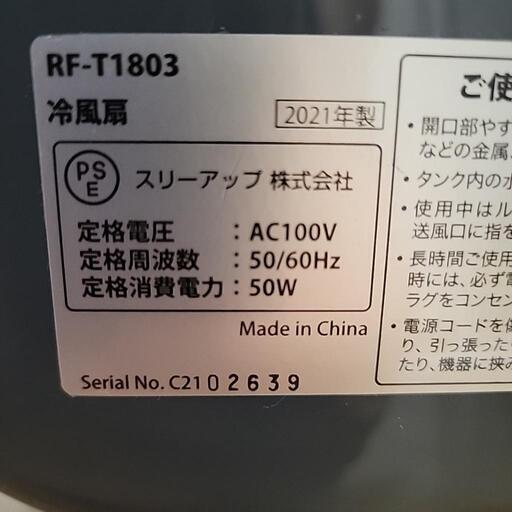 RF-T1803
冷風扇
2021年製
PSE
スリーアップ 株式会社
定格電圧 : AC100V
定格周波数 : 50/60Hz
定格消費電力 : 50W
Made in China
Serial No. C2102639
ご使
・開口部やす
などの金属、
・タンク内の水
・使用中はル
送風口に指を
・長時間ご使用
時には、必ず電
ラグをコンセン
・電源コードを傷
り、引っ張った
たり、機器に挟み